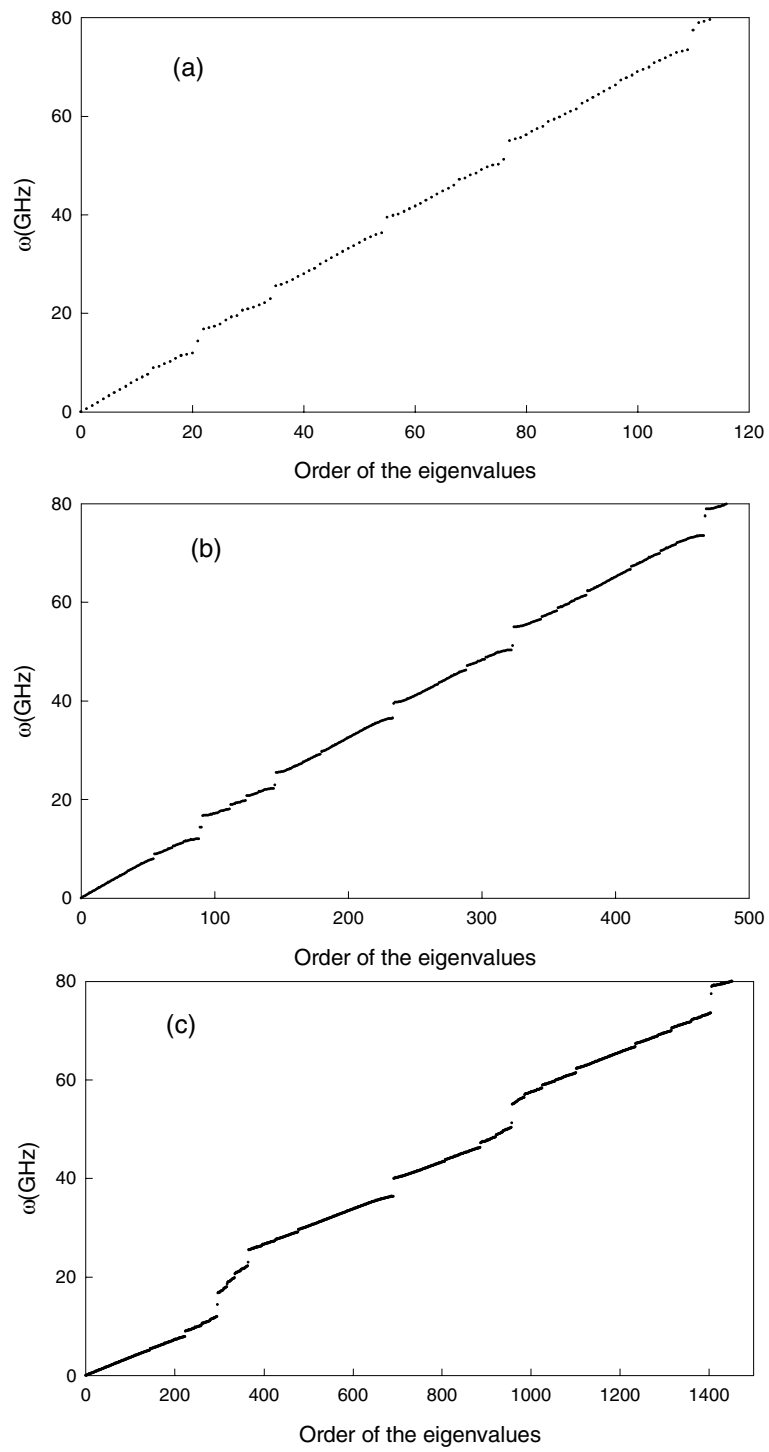 80
(a)
60
ω(GHz)
40
20
0
0 20 40 60 80 100 120
Order of the eigenvalues
80
(b)
60
ω(GHz)
40
20
0
0 100 200 300 400 500
Order of the eigenvalues
80
(c)
60
ω(GHz)
40
20
0
0 200 400 600 800 1000 1200 1400
Order of the eigenvalues